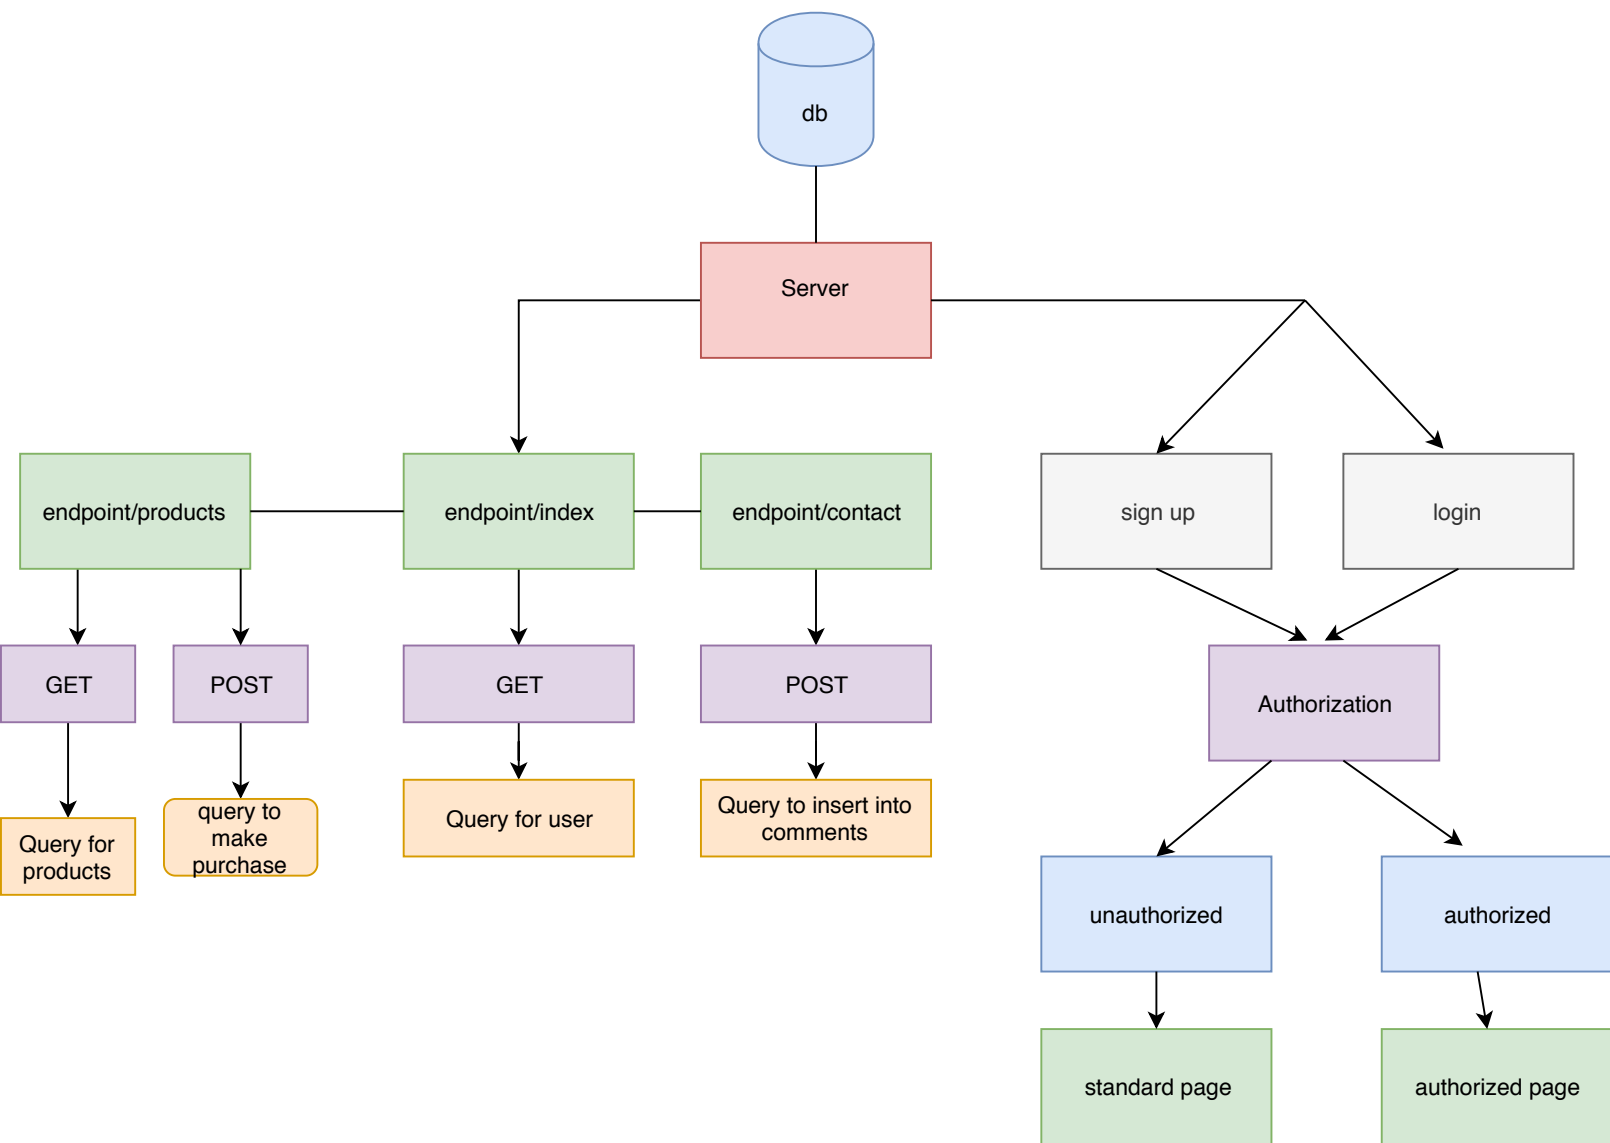 db
Server
endpoint/products
endpoint/index
endpoint/contact
sign up
login
GET
POST
GET
POST
Authorization
Query for
products
query to
make
purchase
Query for user
Query to insert into
comments
unauthorized
authorized
standard page
authorized page